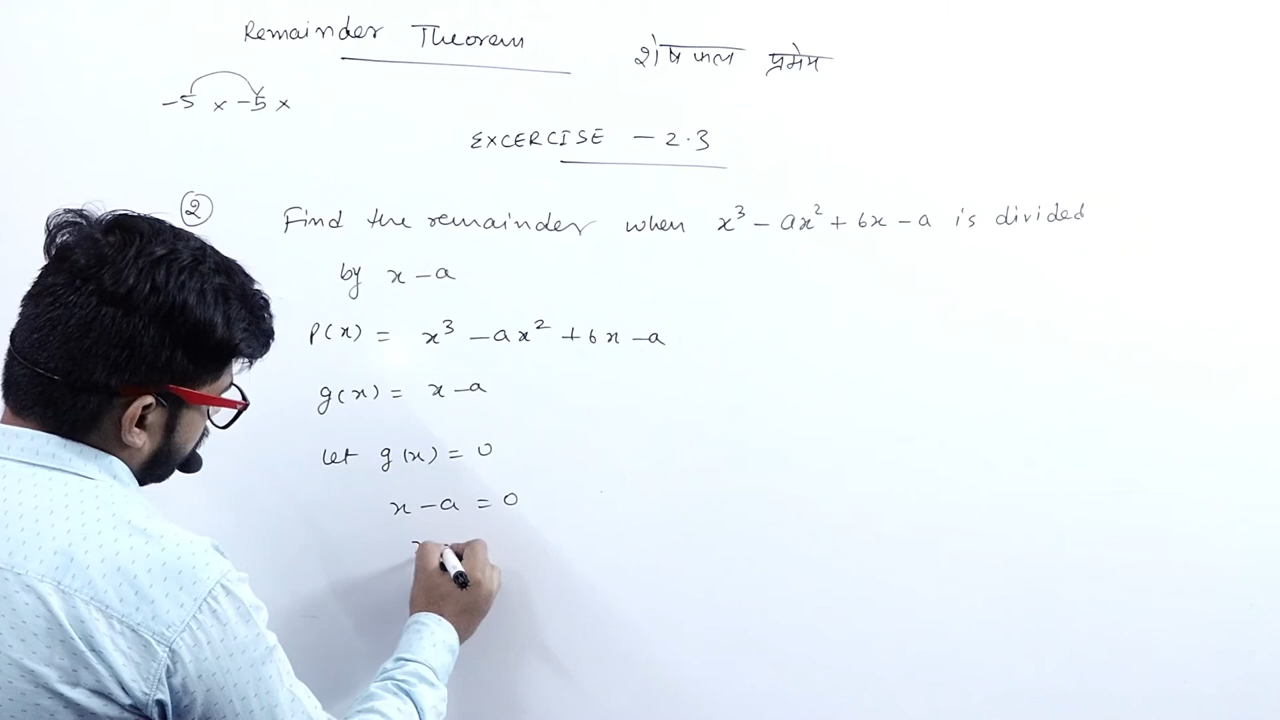 Remainder Theorem शेषफल प्रमेय
-5 x -5 x
EXCERCISE - 2.3
② Find the remainder when x³ - ax² + 6x - a is divided
by x - a
P(x) = x³ - ax² + 6x - a
g(x) = x - a
Let g(x) = 0
x - a = 0